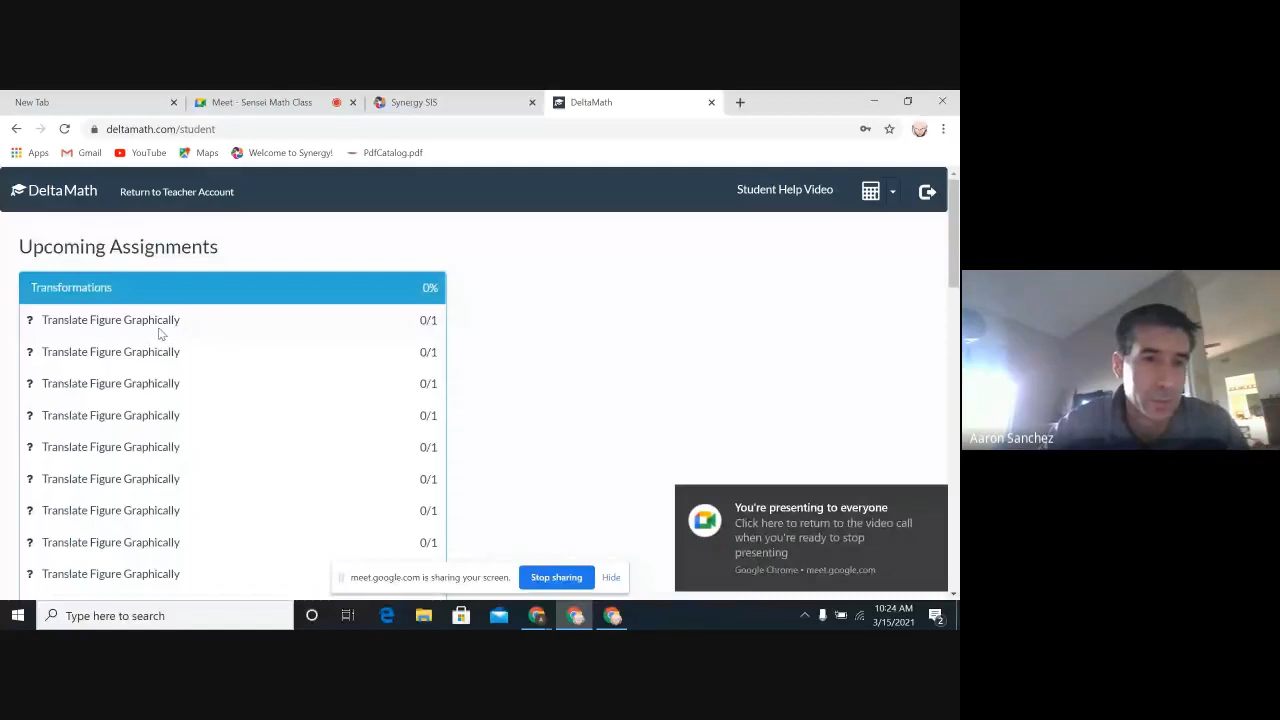 New Tab
Meet - Sensei Math Class
Synergy SIS
DeltaMath
deltamath.com/student
Apps
Gmail
YouTube
Maps
Welcome to Synergy!
PdfCatalog.pdf
DeltaMath
Return to Teacher Account
Student Help Video
Upcoming Assignments
Transformations 0%
? Translate Figure Graphically 0/1
? Translate Figure Graphically 0/1
? Translate Figure Graphically 0/1
? Translate Figure Graphically 0/1
? Translate Figure Graphically 0/1
? Translate Figure Graphically 0/1
? Translate Figure Graphically 0/1
? Translate Figure Graphically 0/1
? Translate Figure Graphically
You're presenting to everyone
Click here to return to the video call
when you're ready to stop
presenting
Google Chrome • meet.google.com
meet.google.com is sharing your screen.
Stop sharing
Hide
Aaron Sanchez
Type here to search
10:24 AM
3/15/2021
2